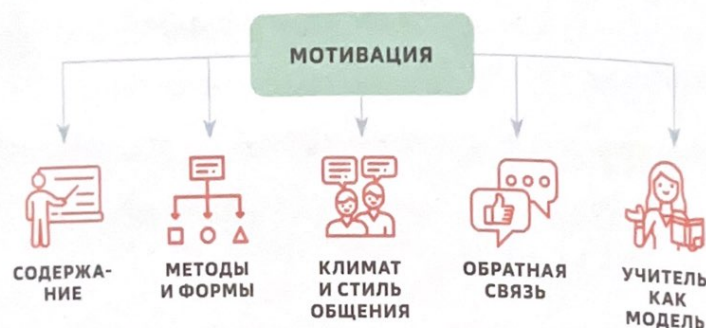 МОТИВАЦИЯ
СОДЕРЖА-
НИЕ
МЕТОДЫ
И ФОРМЫ
КЛИМАТ
И СТИЛЬ
ОБЩЕНИЯ
ОБРАТНАЯ
СВЯЗЬ
УЧИТЕЛЬ
КАК
МОДЕЛЬ